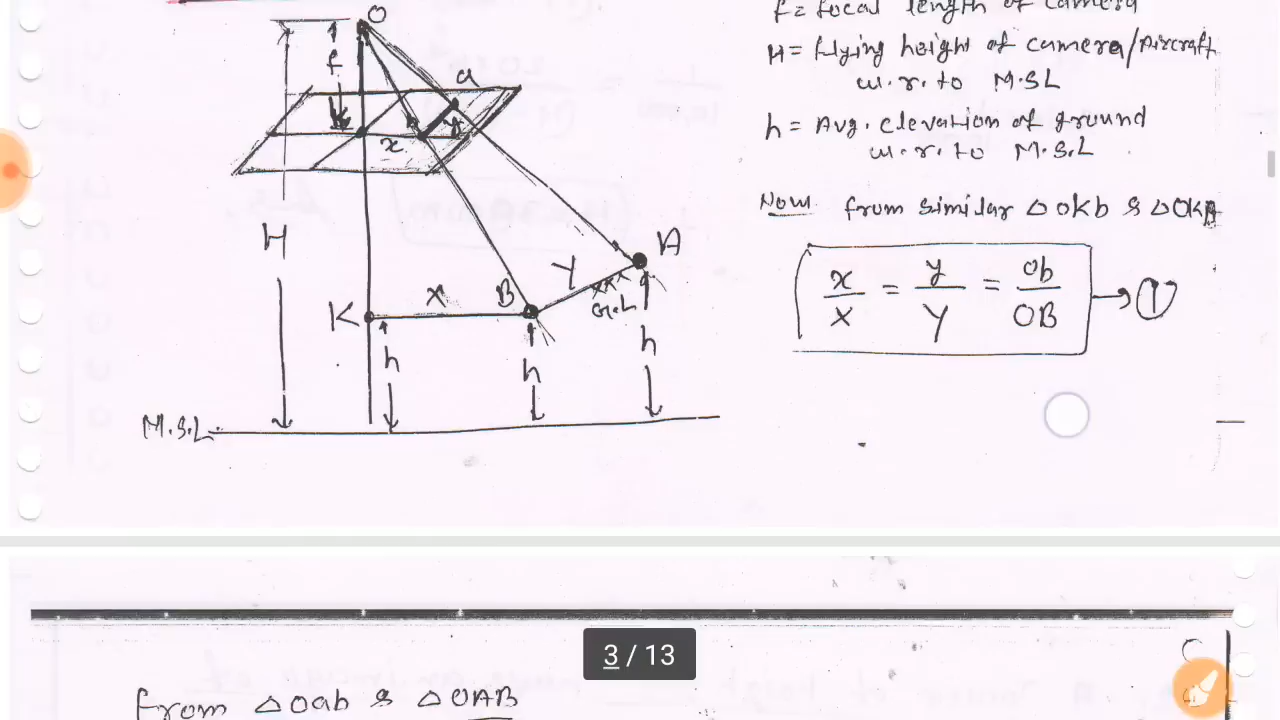 f = focal length of camera
H = flying height of camera/Aircraft
w.r.to M.SL
h = Avg. elevation of ground
w.r.to M.S.L
Now from similar △OKb & △OKB
x/X = y/Y = Ob/OB → ①
O
f
a
k
x
y
H
A
Y
X
B
G.L
K
h
h
h
M.S.L
3 / 13
from △Oab & △OAB